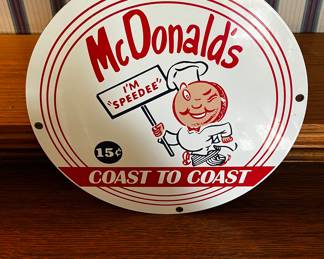 McDonald's
I'M
"SPEEDEE"
15¢
COAST TO COAST